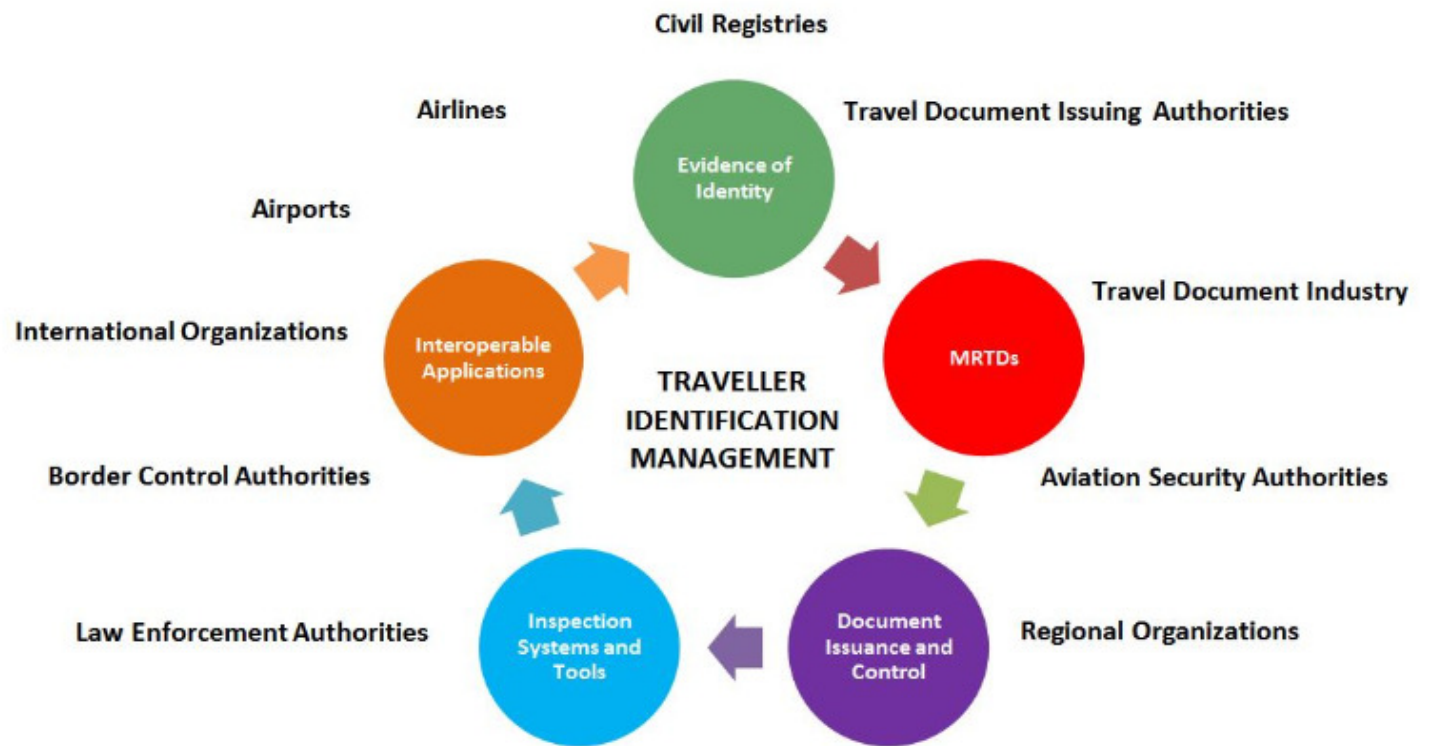 Civil Registries
Airlines
Travel Document Issuing Authorities
Evidence of
Identity
Airports
Travel Document Industry
International Organizations
Interoperable
Applications
MRTDs
TRAVELLER
IDENTIFICATION
MANAGEMENT
Border Control Authorities
Aviation Security Authorities
Law Enforcement Authorities
Inspection
Systems and
Tools
Document
Issuance and
Control
Regional Organizations